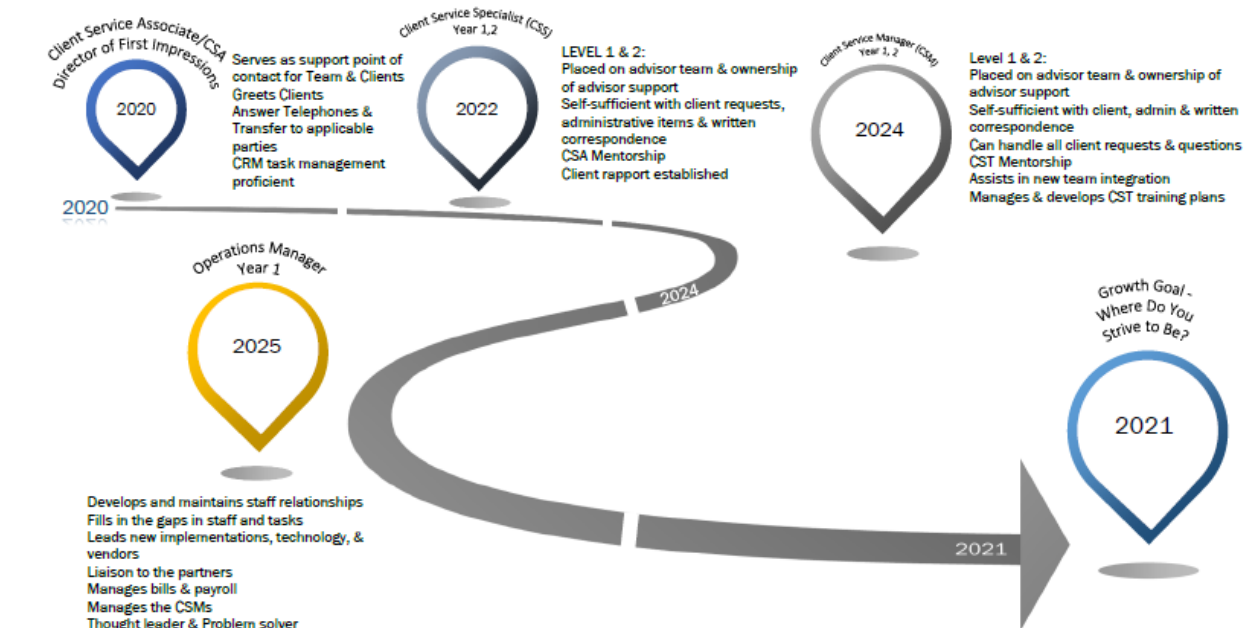 Client Service Associate/CSA
Director of First Impressions
2020
Serves as support point of
contact for Team & Clients
Greets Clients
Answer Telephones &
Transfer to applicable
parties
CRM task management
proficient
Client Service Specialist (CSS)
Year 1,2
2022
LEVEL 1 & 2:
Placed on advisor team & ownership
of advisor support
Self-sufficient with client requests,
administrative items & written
correspondence
CSA Mentorship
Client rapport established
Client Service Manager (CSM)
Year 1, 2
2024
Level 1 & 2:
Placed on advisor team & ownership of
advisor support
Self-sufficient with client, admin & written
correspondence
Can handle all client requests & questions
CST Mentorship
Assists in new team integration
Manages & develops CST training plans
2020
2024
Operations Manager
Year 1
2025
Develops and maintains staff relationships
Fills in the gaps in staff and tasks
Leads new implementations, technology, &
vendors
Liaison to the partners
Manages bills & payroll
Manages the CSMs
Thought leader & Problem solver
Growth Goal -
Where Do You
Strive to Be?
2021
2021